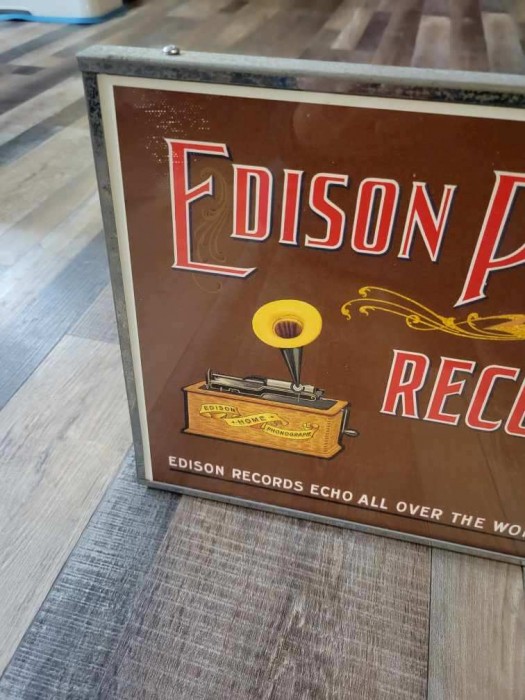 EDISON P
RECO
EDISON
HOME
PHONOGRAPH
EDISON RECORDS ECHO ALL OVER THE WO